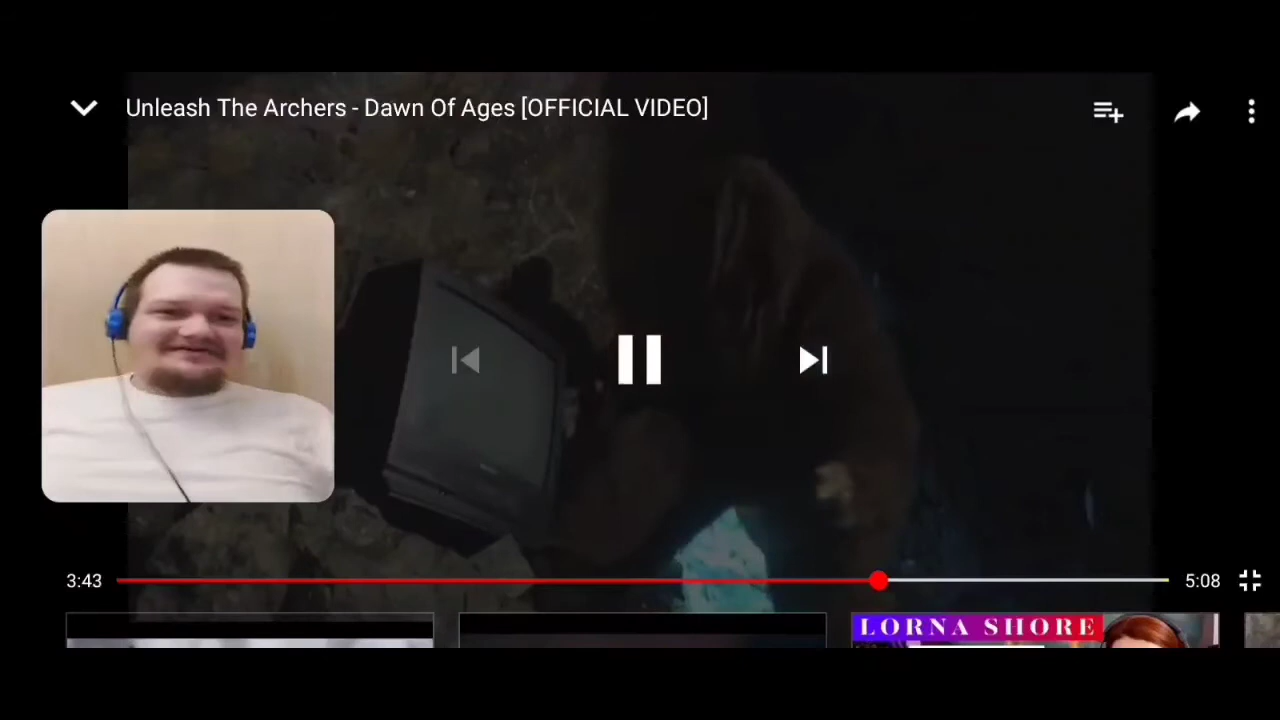 Unleash The Archers - Dawn Of Ages [OFFICIAL VIDEO]
3:43
5:08
LORNA SHORE